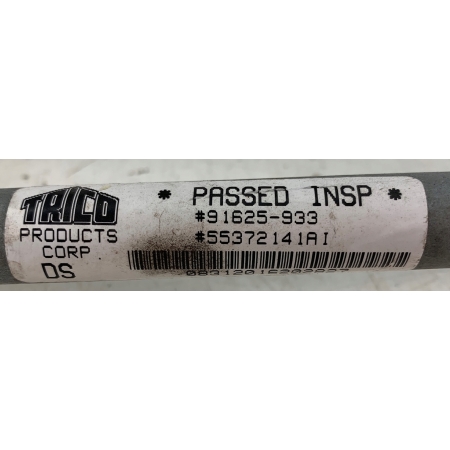 TRICO
PRODUCTS
CORP
DS
* PASSED INSP *
#91625-933
#55372141AI